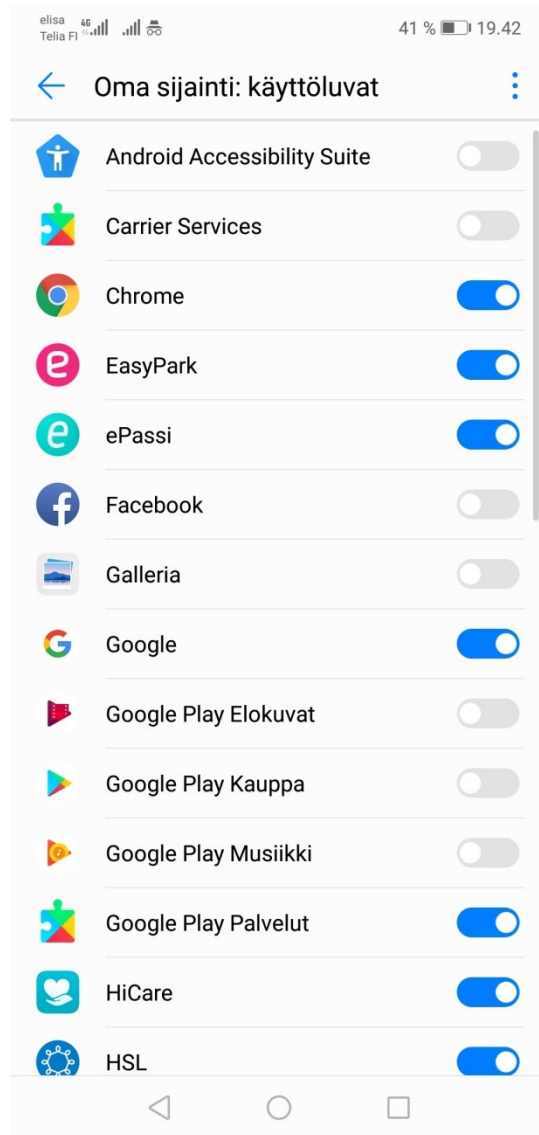 elisa 4G 41 % 19.42
Telia FI
Oma sijainti: käyttöluvat
Android Accessibility Suite
Carrier Services
Chrome
EasyPark
ePassi
Facebook
Galleria
Google
Google Play Elokuvat
Google Play Kauppa
Google Play Musiikki
Google Play Palvelut
HiCare
HSL